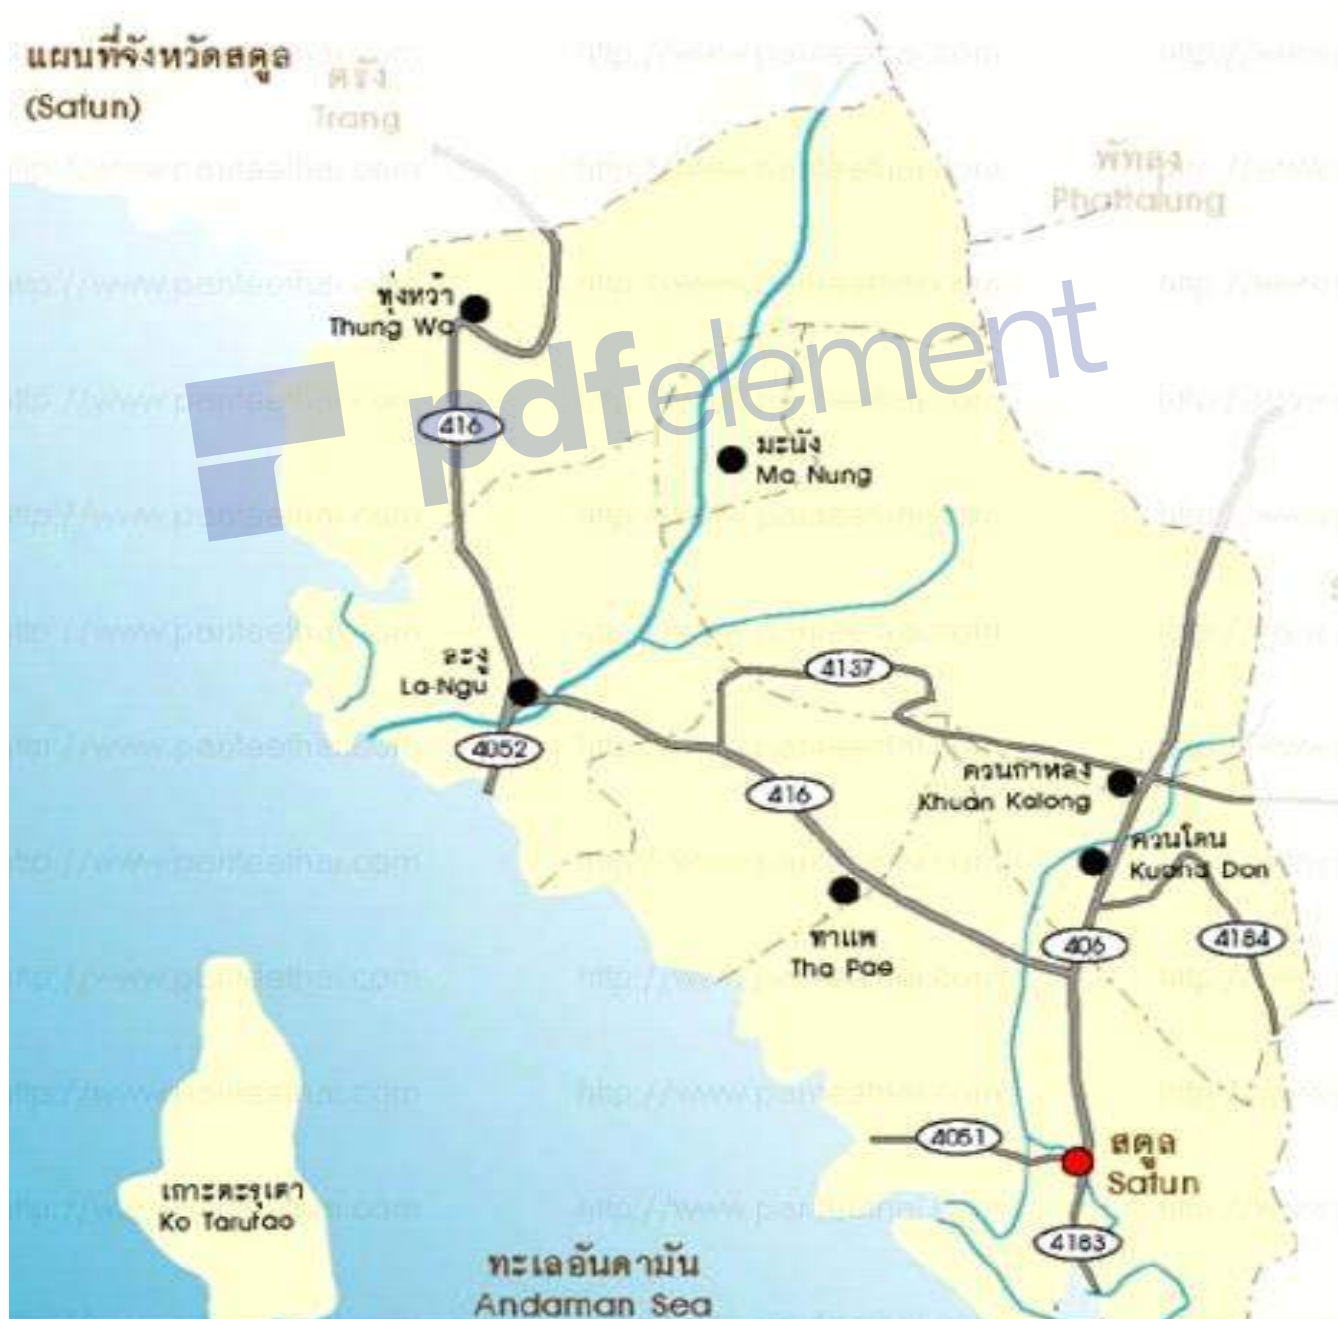 แผนที่จังหวัดสตูล
(Satun)
ตรัง
Trang
พัทลุง
Phattalung
ทุ่งหว้า
Thung Wa
416
pdfelement
มะนัง
Ma Nung
ละงู
La-Ngu
4137
4052
416
ควนกาหลง
Khuan Kalong
ควนโดน
Kuand Don
ทาแพ
Tha Pae
406
4184
4051
สตูล
Satun
เกาะตะรุเตา
Ko Tarutao
4183
ทะเลอันดามัน
Andaman Sea
http://www.panteethai.com